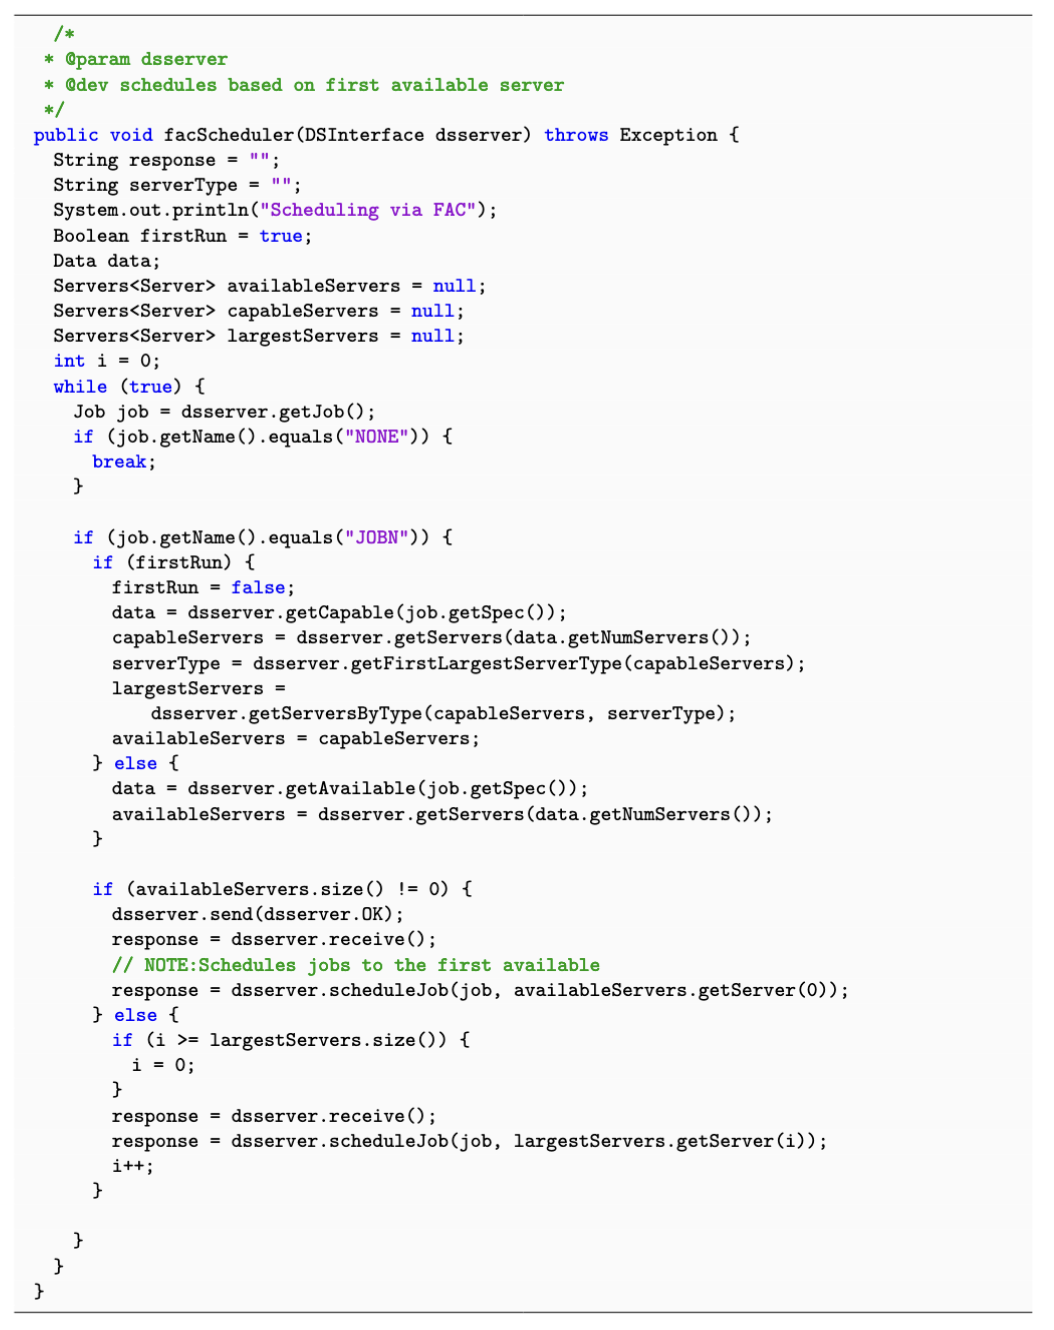 /*
* @param dsserver
* @dev schedules based on first available server
*/
public void facScheduler(DSInterface dsserver) throws Exception {
String response = "";
String serverType = "";
System.out.println("Scheduling via FAC");
Boolean firstRun = true;
Data data;
Servers<Server> availableServers = null;
Servers<Server> capableServers = null;
Servers<Server> largestServers = null;
int i = 0;
while (true) {
Job job = dsserver.getJob();
if (job.getName().equals("NONE")) {
break;
}
if (job.getName().equals("JOBN")) {
if (firstRun) {
firstRun = false;
data = dsserver.getCapable(job.getSpec());
capableServers = dsserver.getServers(data.getNumServers());
serverType = dsserver.getFirstLargestServerType(capableServers);
largestServers =
dsserver.getServersByType(capableServers, serverType);
availableServers = capableServers;
} else {
data = dsserver.getAvailable(job.getSpec());
availableServers = dsserver.getServers(data.getNumServers());
}
if (availableServers.size() != 0) {
dsserver.send(dsserver.OK);
response = dsserver.receive();
// NOTE:Schedules jobs to the first available
response = dsserver.scheduleJob(job, availableServers.getServer(0));
} else {
if (i >= largestServers.size()) {
i = 0;
}
response = dsserver.receive();
response = dsserver.scheduleJob(job, largestServers.getServer(i));
i++;
}
}
}
}